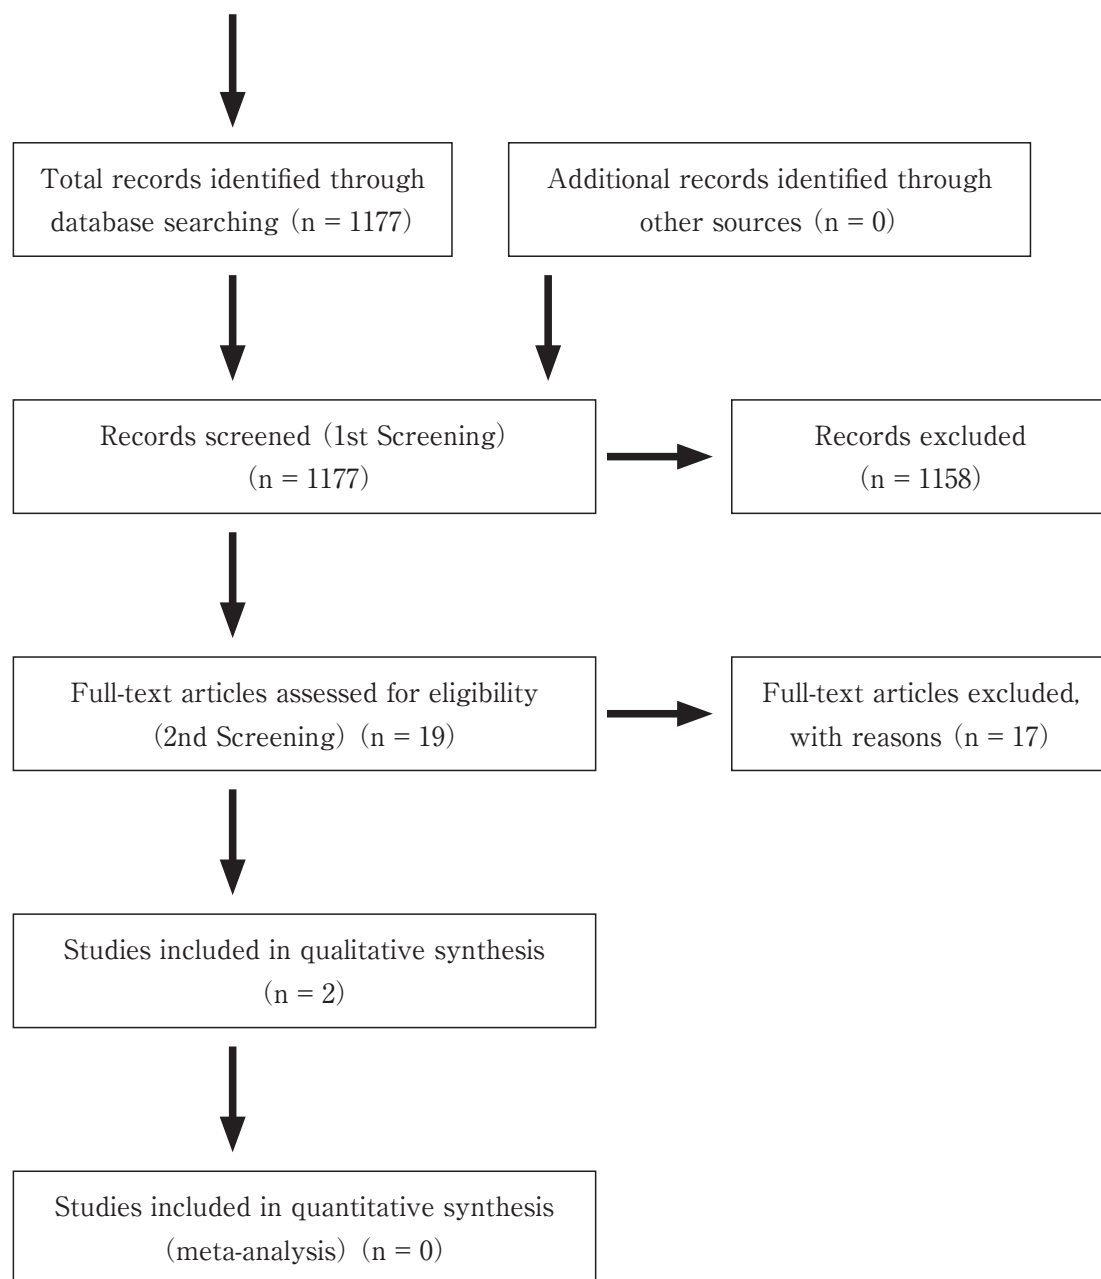 Total records identified through
database searching (n = 1177)
Additional records identified through
other sources (n = 0)
Records screened (1st Screening)
(n = 1177)
Records excluded
(n = 1158)
Full-text articles assessed for eligibility
(2nd Screening) (n = 19)
Full-text articles excluded,
with reasons (n = 17)
Studies included in qualitative synthesis
(n = 2)
Studies included in quantitative synthesis
(meta-analysis) (n = 0)